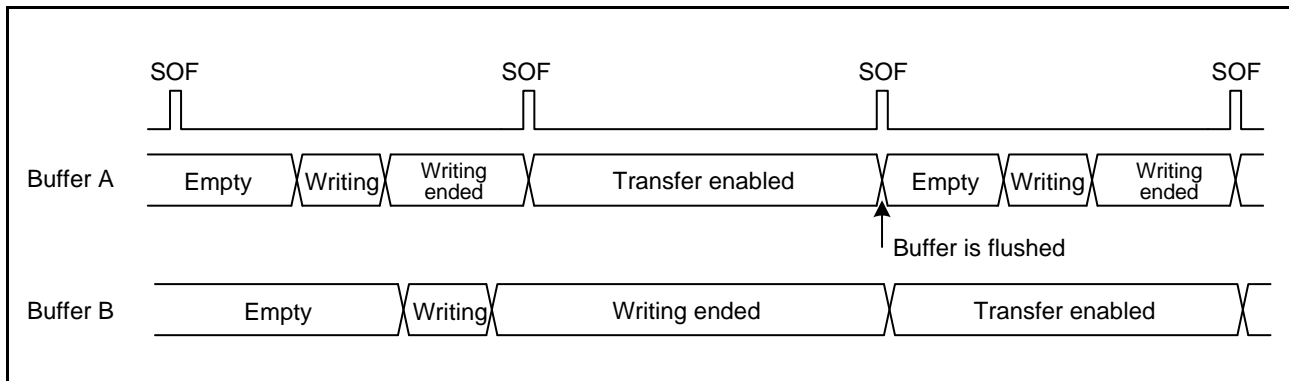 SOF SOF SOF SOF
Buffer A Empty Writing Writing ended Transfer enabled Empty Writing Writing ended
Buffer is flushed
Buffer B Empty Writing Writing ended Transfer enabled